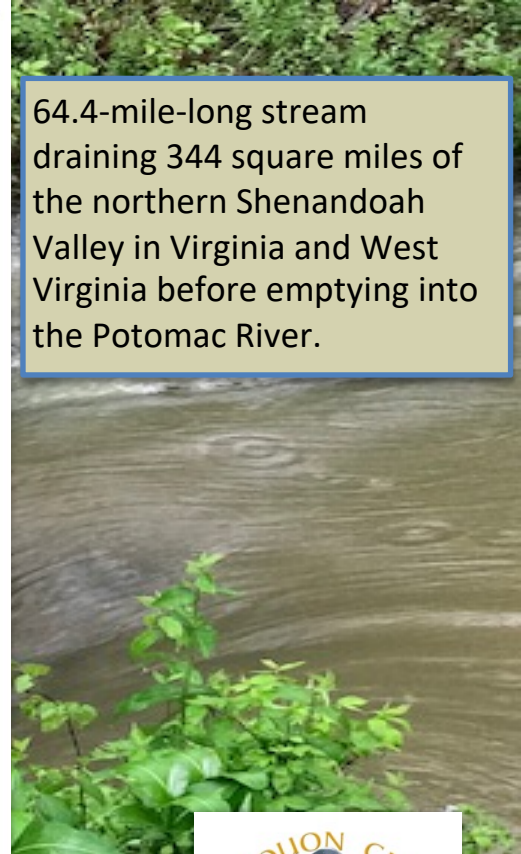 64.4-mile-long stream
draining 344 square miles of
the northern Shenandoah
Valley in Virginia and West
Virginia before emptying into
the Potomac River.